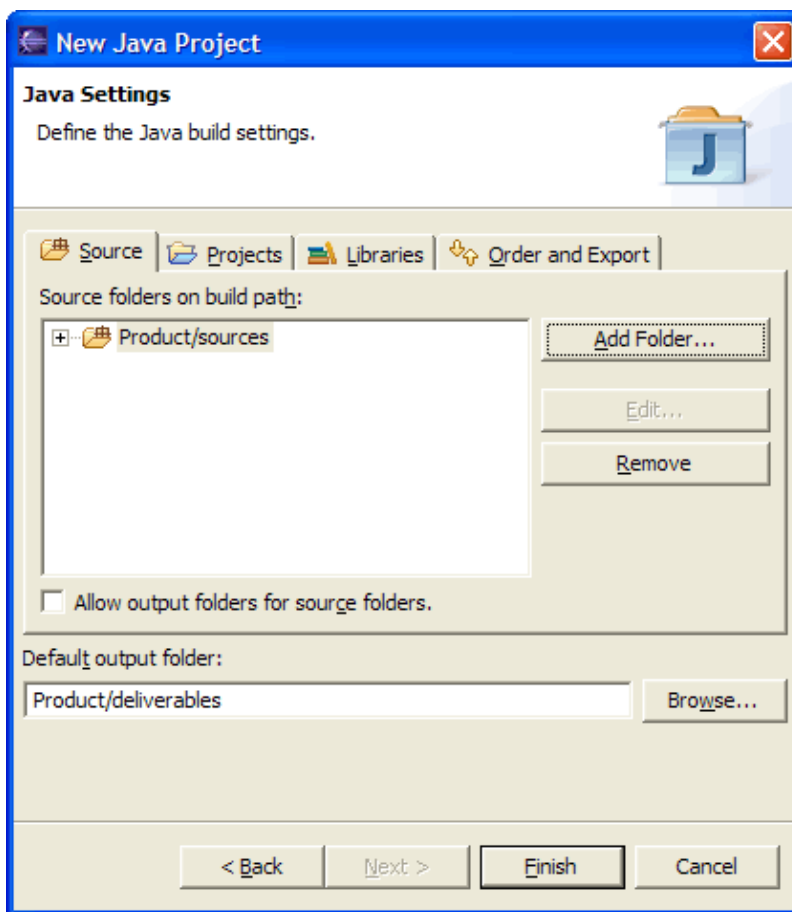 New Java Project
Java Settings
Define the Java build settings.
Source Projects Libraries Order and Export
Source folders on build path:
Product/sources
Add Folder...
Edit...
Remove
Allow output folders for source folders.
Default output folder:
Product/deliverables Browse...
< Back Next > Finish Cancel